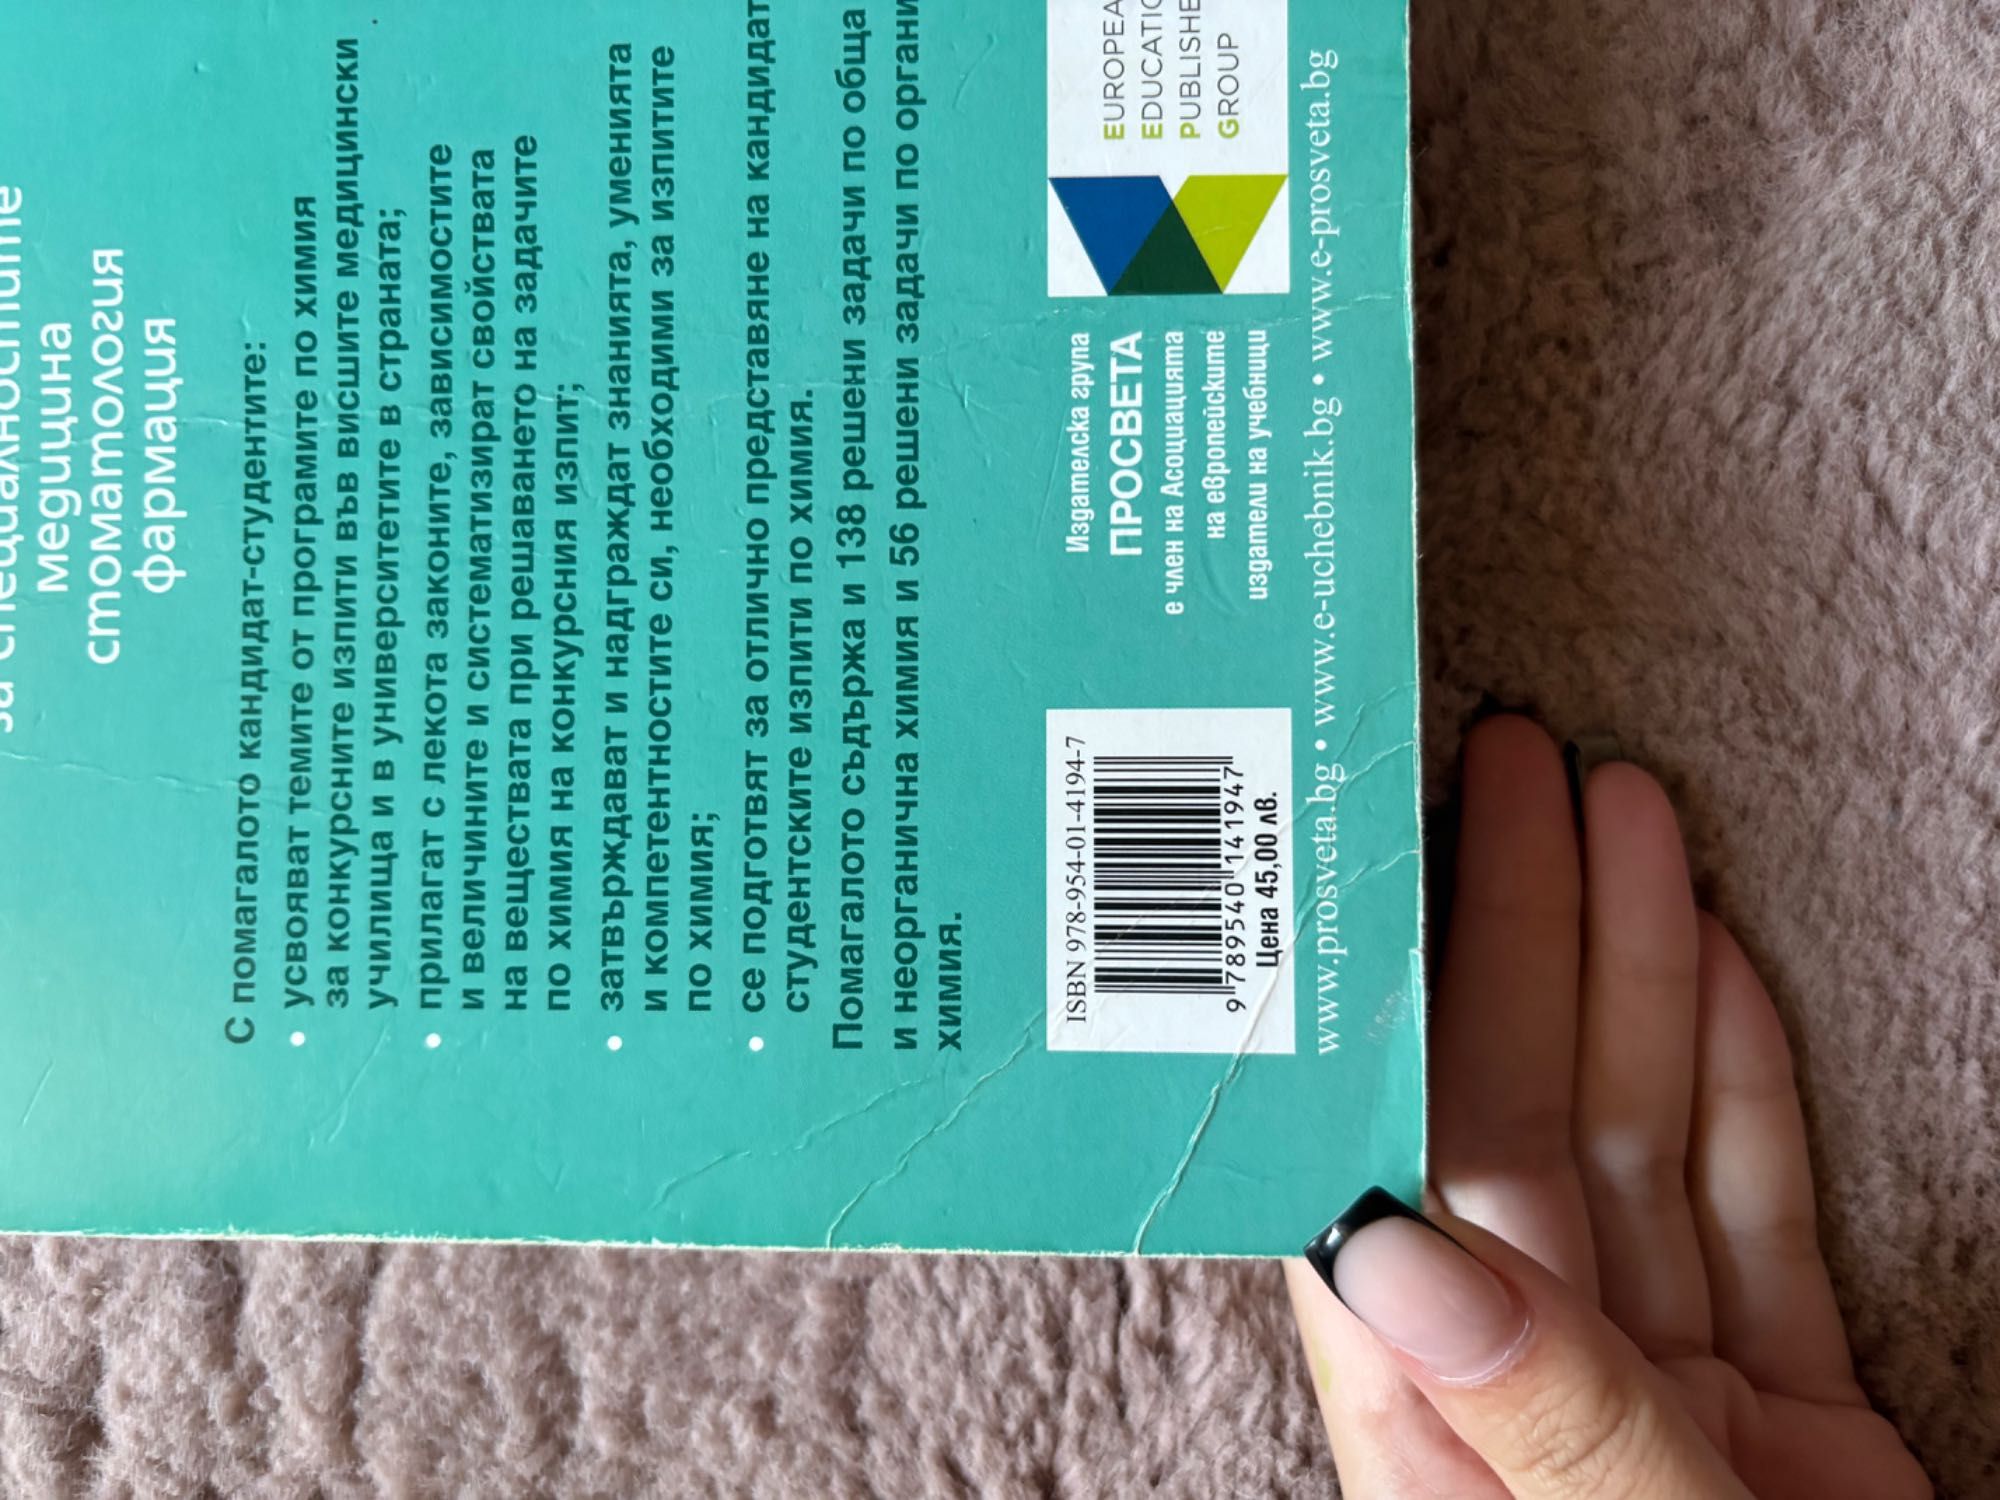 за специалностите
медицина
стоматология
фармация
С помагалото кандидат-студентите:
• усвояват темите от програмите по химия
за конкурсните изпити във висшите медицински
училища и в университетите в страната;
• прилагат с лекота законите, зависимостите
и величините и систематизират свойствата
на веществата при решаването на задачите
по химия на конкурсния изпит;
• затвърждават и надграждат знанията, уменията
и компетентностите си, необходими за изпитите
по химия;
• се подготвят за отлично представяне на кандидат
студентските изпити по химия.
Помагалото съдържа и 138 решени задачи по обща
и неорганична химия и 56 решени задачи по органи
химия.
ISBN 978-954-01-4194-7
9 789540 141947
Цена 45,00 лв.
Издателска група
ПРОСВЕТА
е член на Асоциацията
на европейските
издатели на учебници
EUROPEA
EDUCATIO
PUBLISHE
GROUP
www.prosveta.bg • www.e-uchebnik.bg • www.e-prosveta.bg